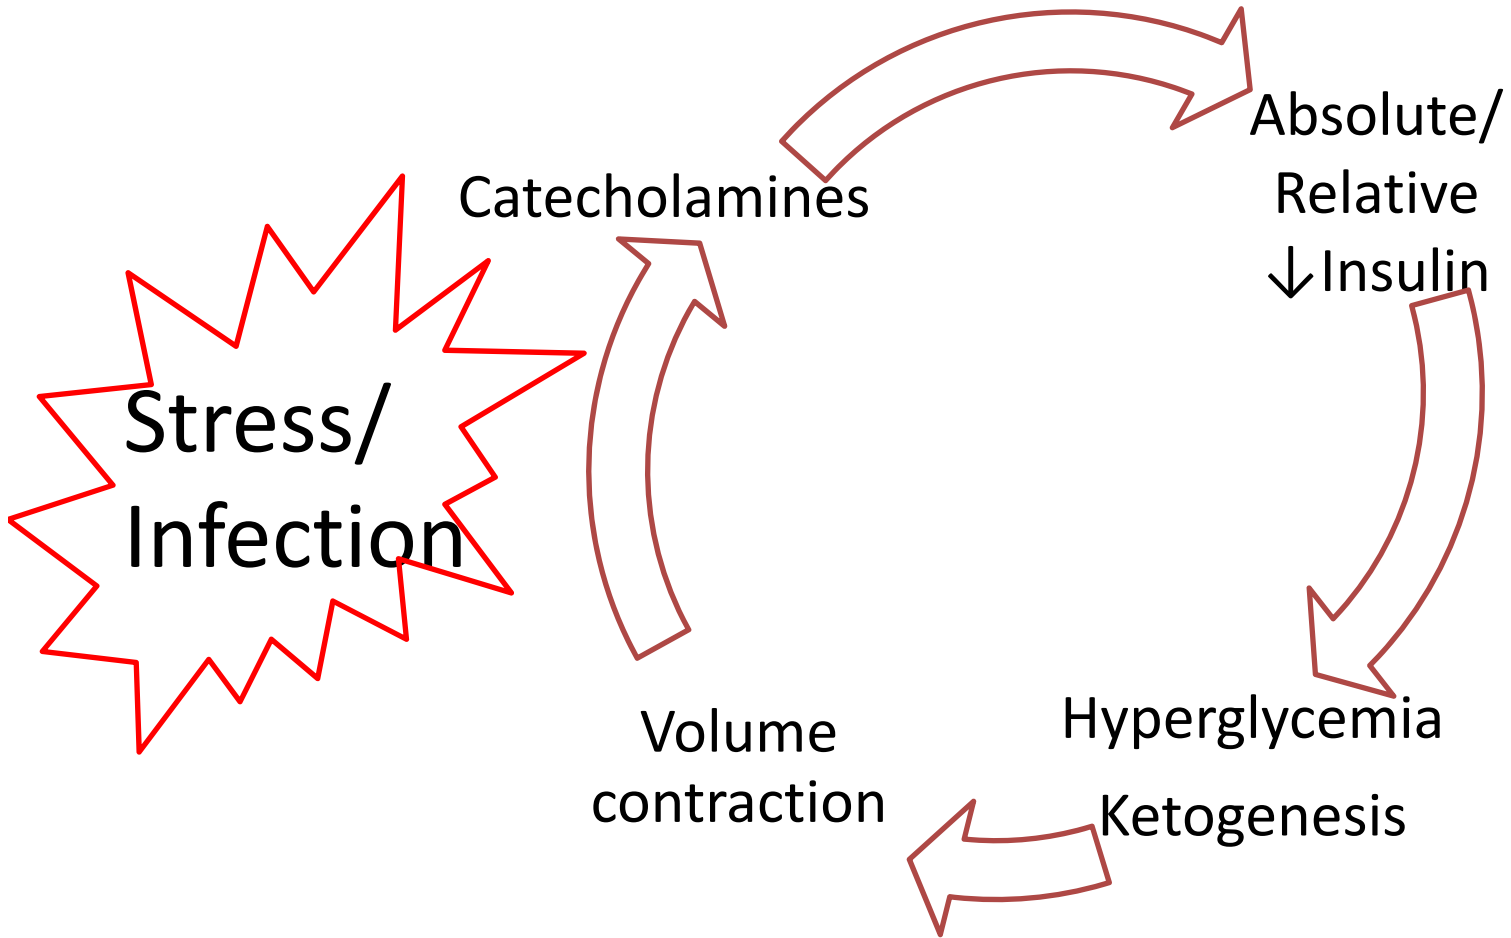 Stress/
Infection
Catecholamines
Absolute/
Relative
↓Insulin
Hyperglycemia
Ketogenesis
Volume
contraction